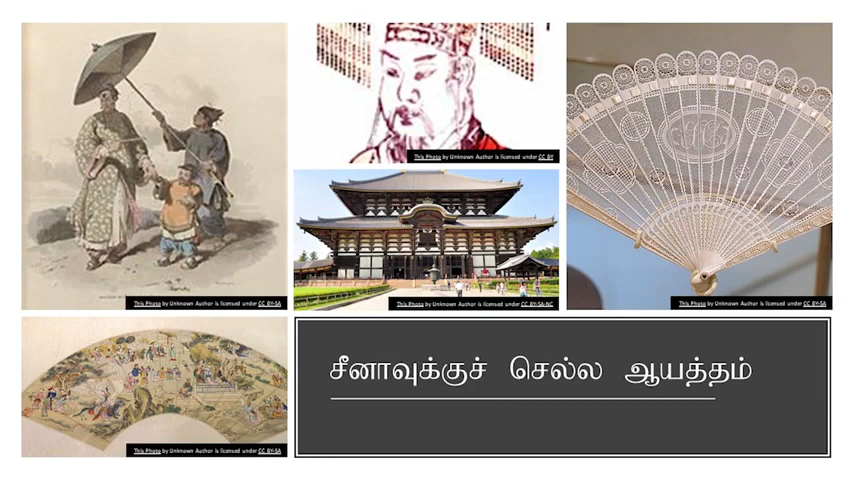 This Photo by Unknown Author is licensed under CC BY
This Photo by Unknown Author is licensed under CC BY-SA
This Photo by Unknown Author is licensed under CC BY-SA-NC
This Photo by Unknown Author is licensed under CC BY-SA
சீனாவுக்குச் செல்ல ஆயத்தம்
This Photo by Unknown Author is licensed under CC BY-SA